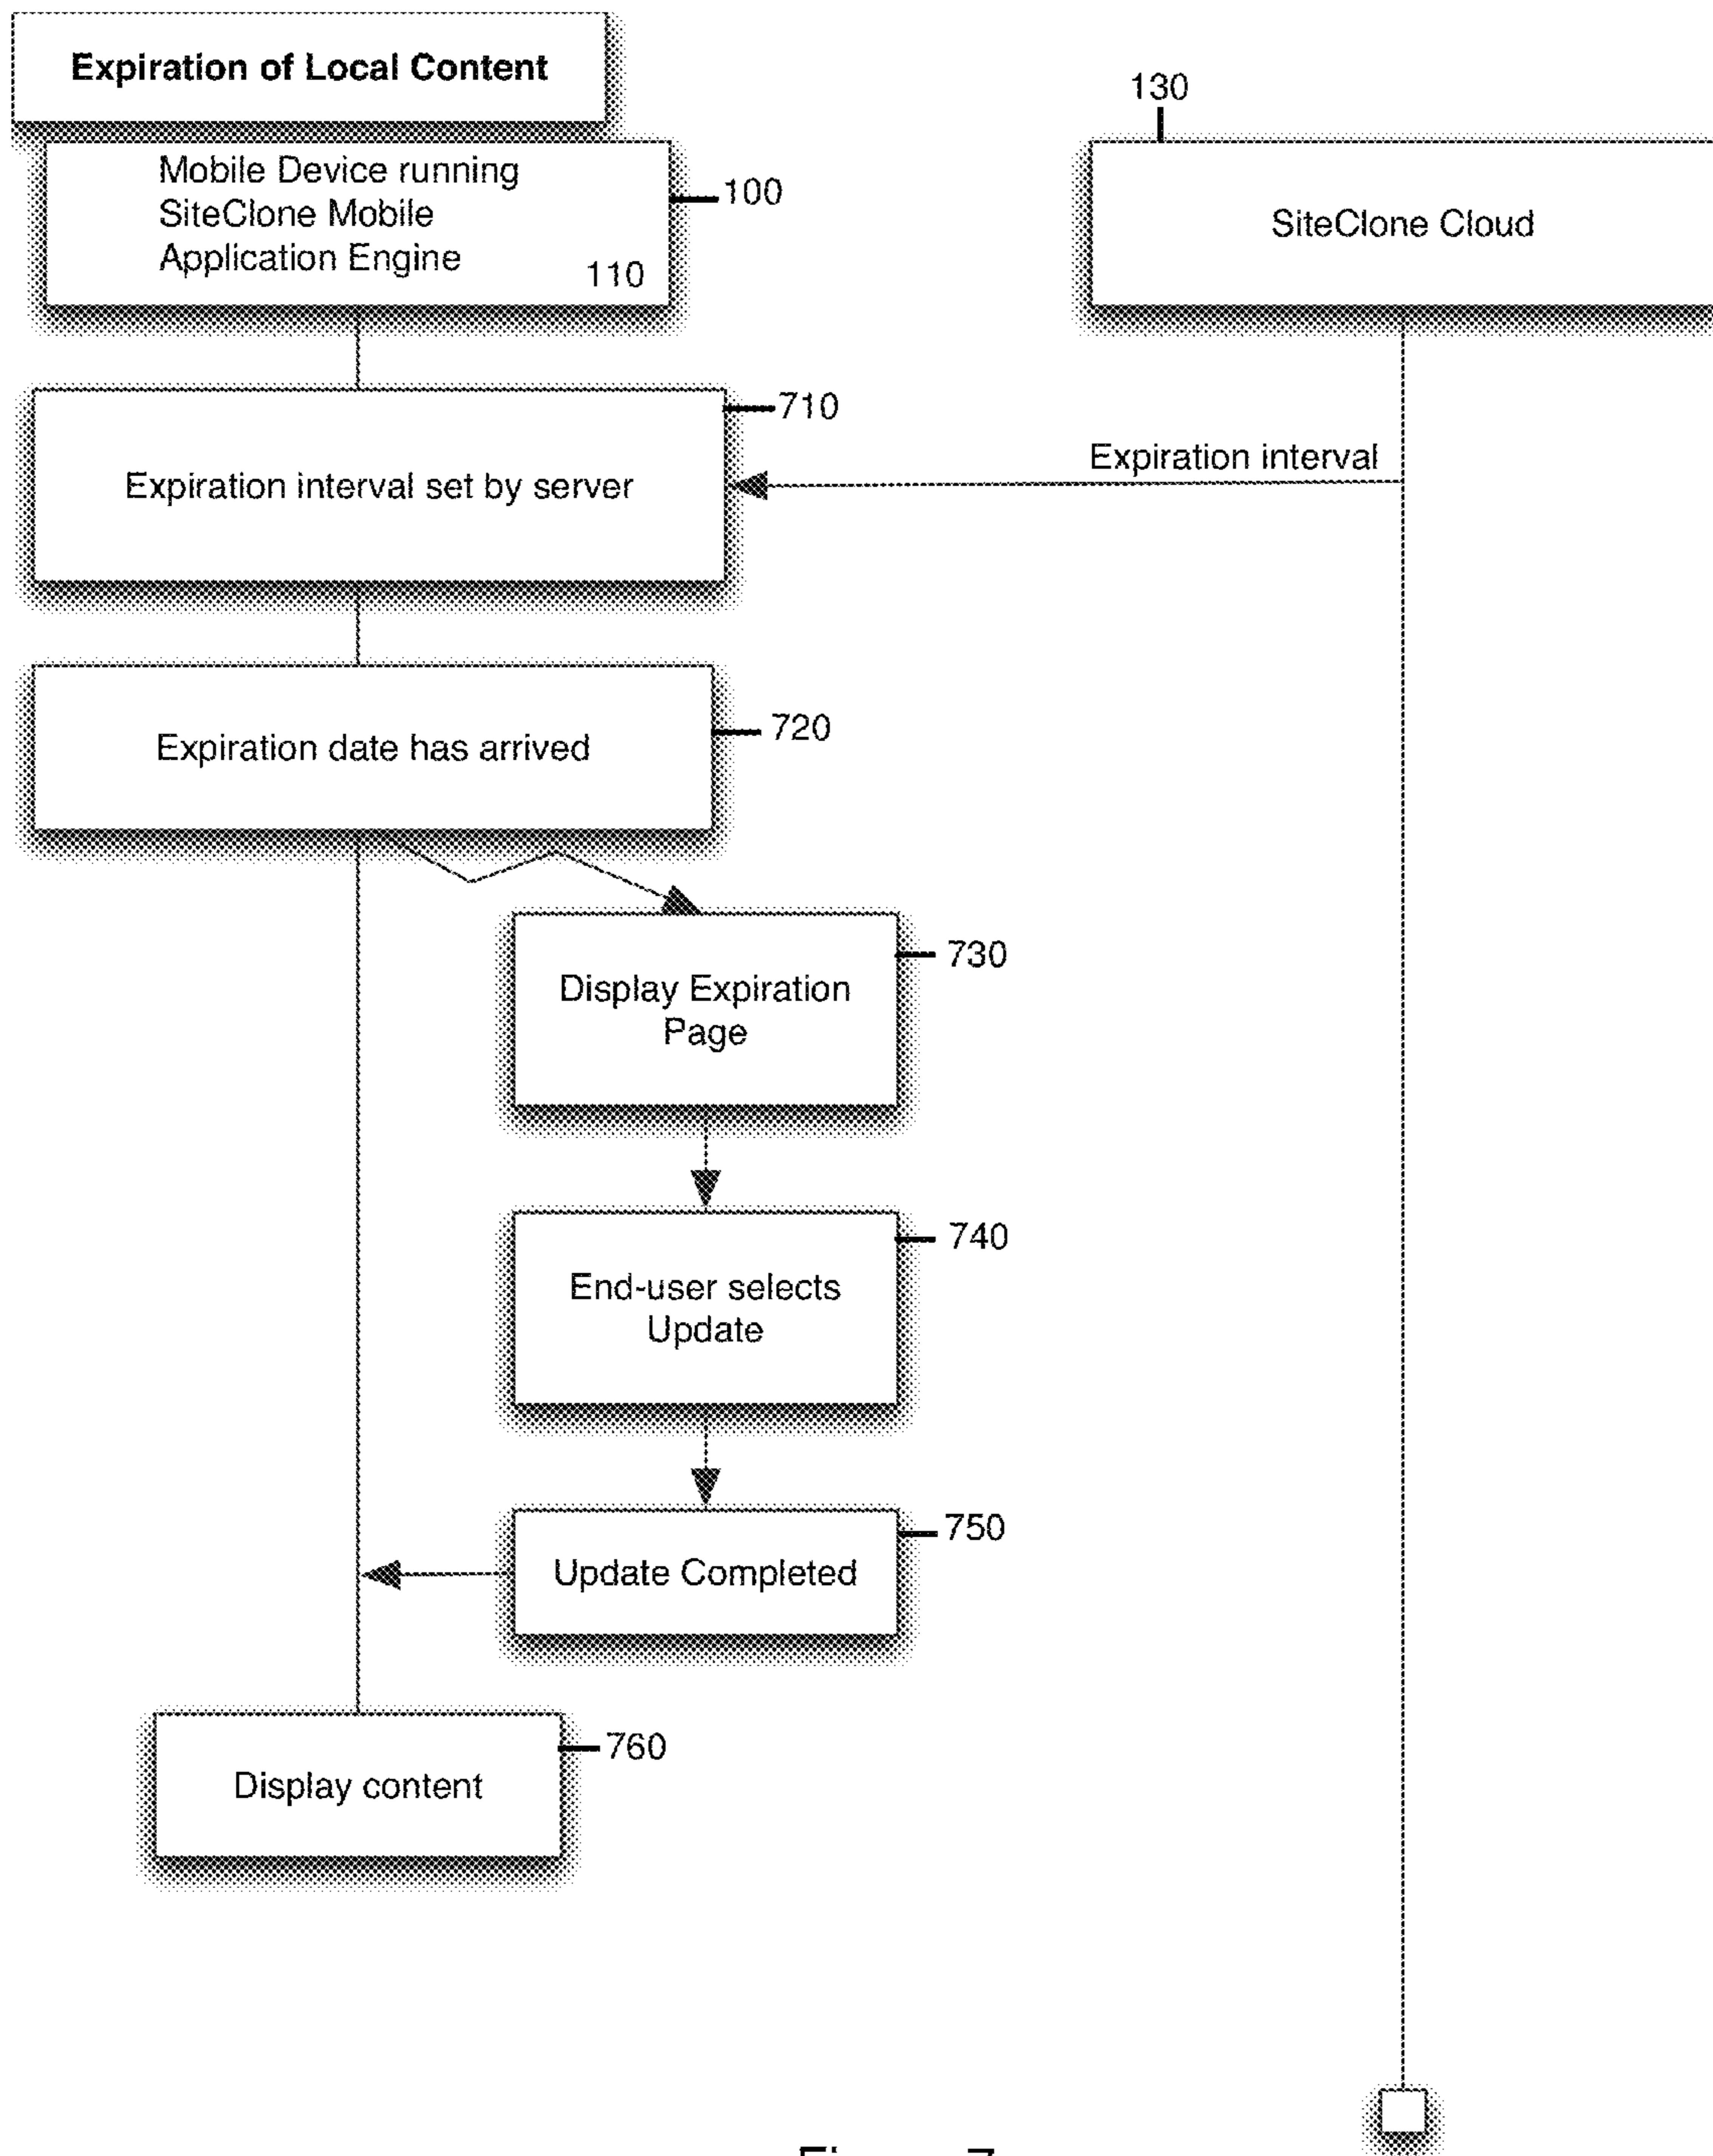 Expiration of Local Content
130
Mobile Device running
SiteClone Mobile
Application Engine
110
100
SiteClone Cloud
710
Expiration interval set by server
Expiration interval
720
Expiration date has arrived
730
Display Expiration
Page
740
End-user selects
Update
750
Update Completed
760
Display content